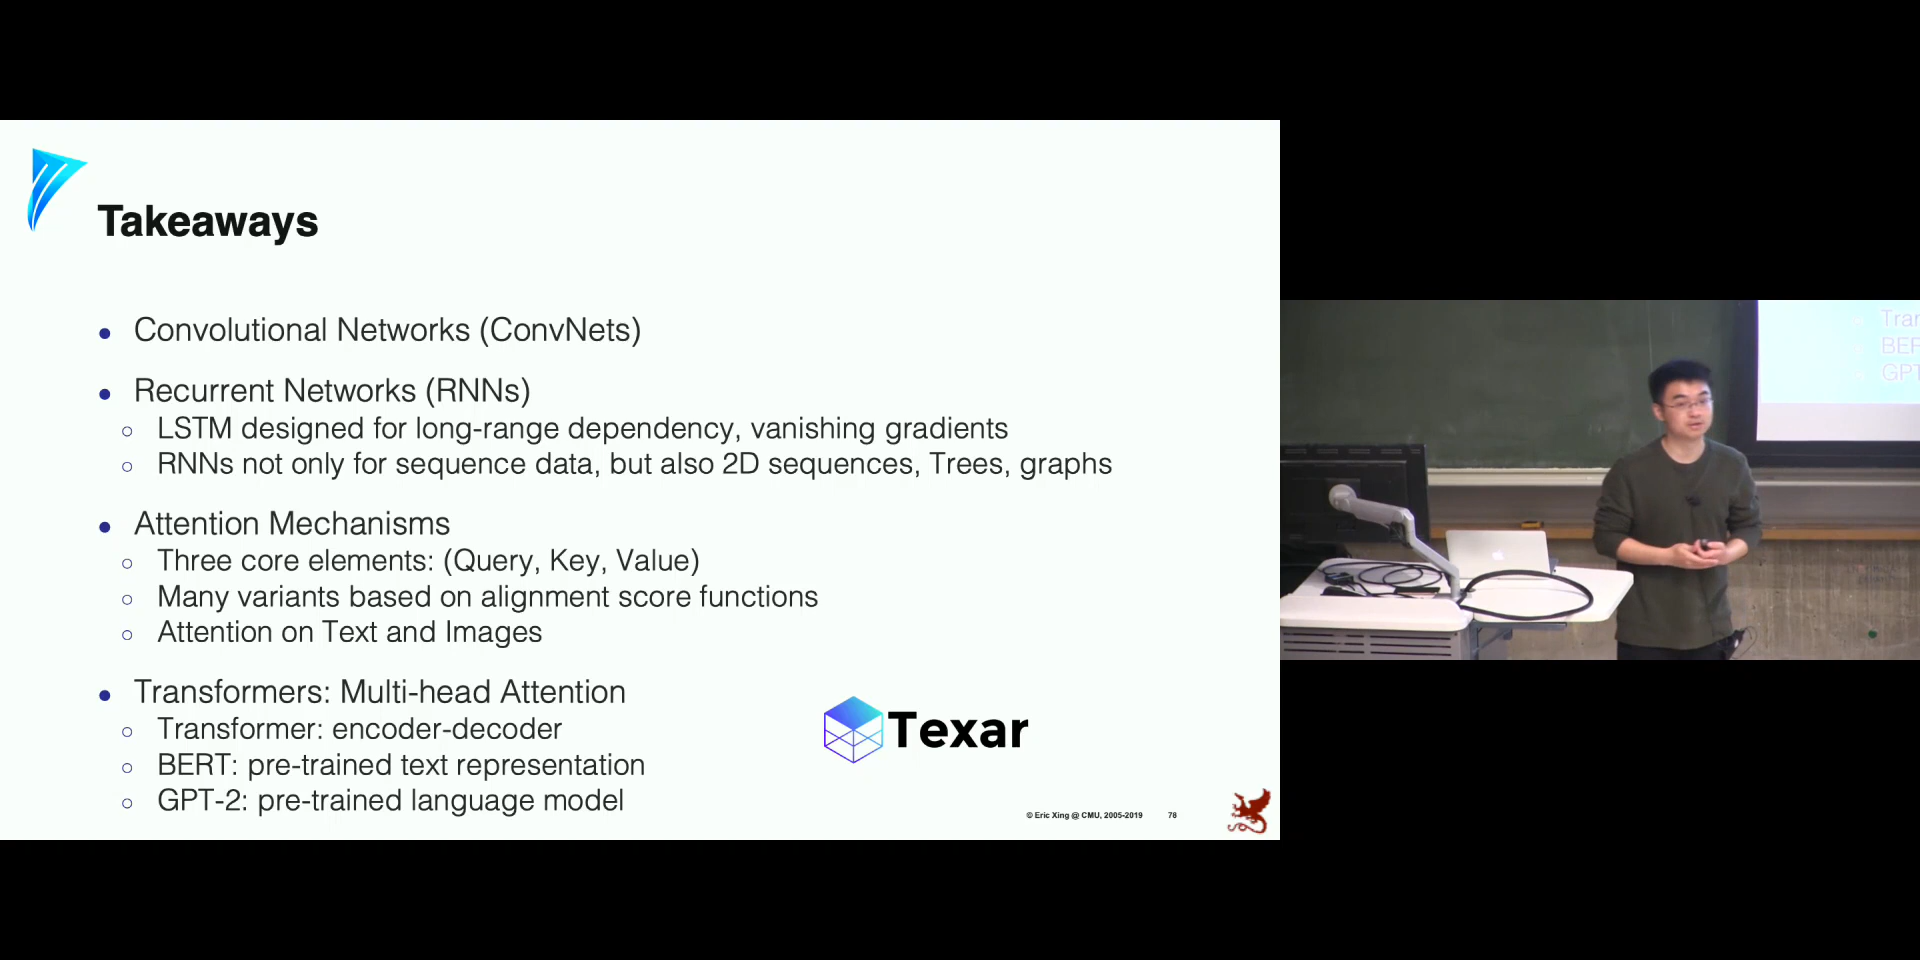 Takeaways
Convolutional Networks (ConvNets)
Recurrent Networks (RNNs)
LSTM designed for long-range dependency, vanishing gradients
RNNs not only for sequence data, but also 2D sequences, Trees, graphs
Attention Mechanisms
Three core elements: (Query, Key, Value)
Many variants based on alignment score functions
Attention on Text and Images
Transformers: Multi-head Attention
Transformer: encoder-decoder
BERT: pre-trained text representation
GPT-2: pre-trained language model
Texar
© Eric Xing @ CMU, 2005-2019 78
Tran
BER
GPT